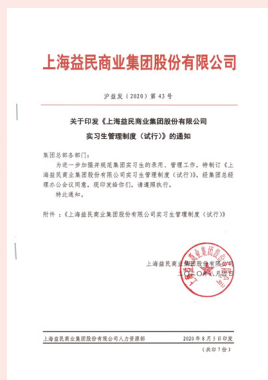 上海益民商业集团股份有限公司
沪益发（2020）第 43 号
关于印发《上海益民商业集团股份有限公司
实习生管理制度（试行）》的通知
集团总部各部门：
为进一步加强并规范集团实习生的录用、管理工作，特制订《上
海益民商业集团股份有限公司实习生管理制度（试行）》，经集团总经
理办公会议同意，现印发给你们，请遵照执行。
特此通知。
附件：《上海益民商业集团股份有限公司实习生管理制度（试行）》
上海益民商业集团股份有限公司
上海益民商业集团股份有限公司人力资源部
2020 年 8 月 3 日印发
（共印 7 份）